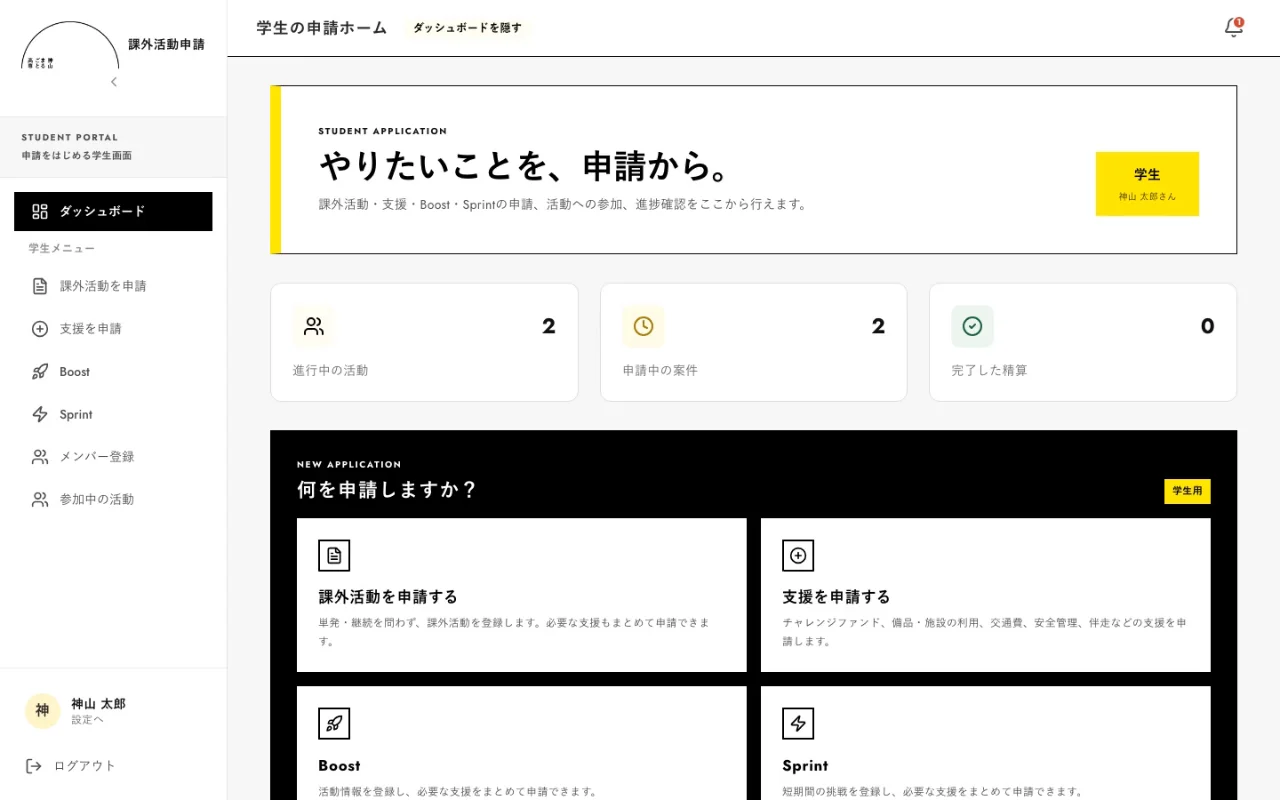 課外活動申請
STUDENT PORTAL
申請をはじめる学生画面
ダッシュボード
学生メニュー
課外活動を申請
支援を申請
Boost
Sprint
メンバー登録
参加中の活動
神
神山 太郎
設定へ
ログアウト
学生の申請ホーム
ダッシュボードを隠す
1
STUDENT APPLICATION
やりたいことを、申請から。
課外活動・支援・Boost・Sprintの申請、活動への参加、進捗確認をここから行えます。
学生
神山 太郎さん
2
進行中の活動
2
申請中の案件
0
完了した精算
NEW APPLICATION
何を申請しますか？
学生用
課外活動を申請する
単発・継続を問わず、課外活動を登録します。必要な支援もまとめて申請できま
す。
支援を申請する
チャレンジファンド、備品・施設の利用、交通費、安全管理、伴走などの支援を申
請します。
Boost
活動情報を登録し、必要な支援をまとめて申請できます。
Sprint
短期間の挑戦を登録し、必要な支援をまとめて申請できます。